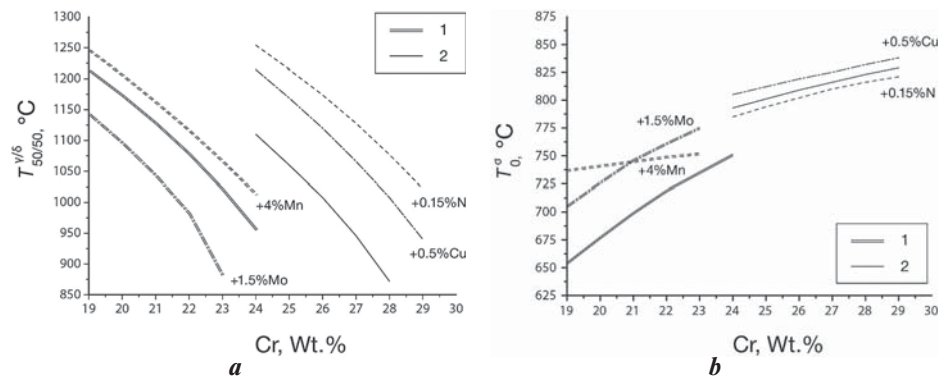 1300
1250
1200
1150
1100
1050
1000
950
900
850
T γ/δ 50/50, °C
1
2
+4%Mn
+1.5%Mo
+0.15%N
+0.5%Cu
19 20 21 22 23 24 25 26 27 28 29 30
Cr, Wt.%
a
875
850
825
800
775
750
725
700
675
650
625
T σ 0, °C
+0.5%Cu
+0.15%N
+1.5%Mo
+4%Mn
1
2
19 20 21 22 23 24 25 26 27 28 29 30
Cr, Wt.%
b